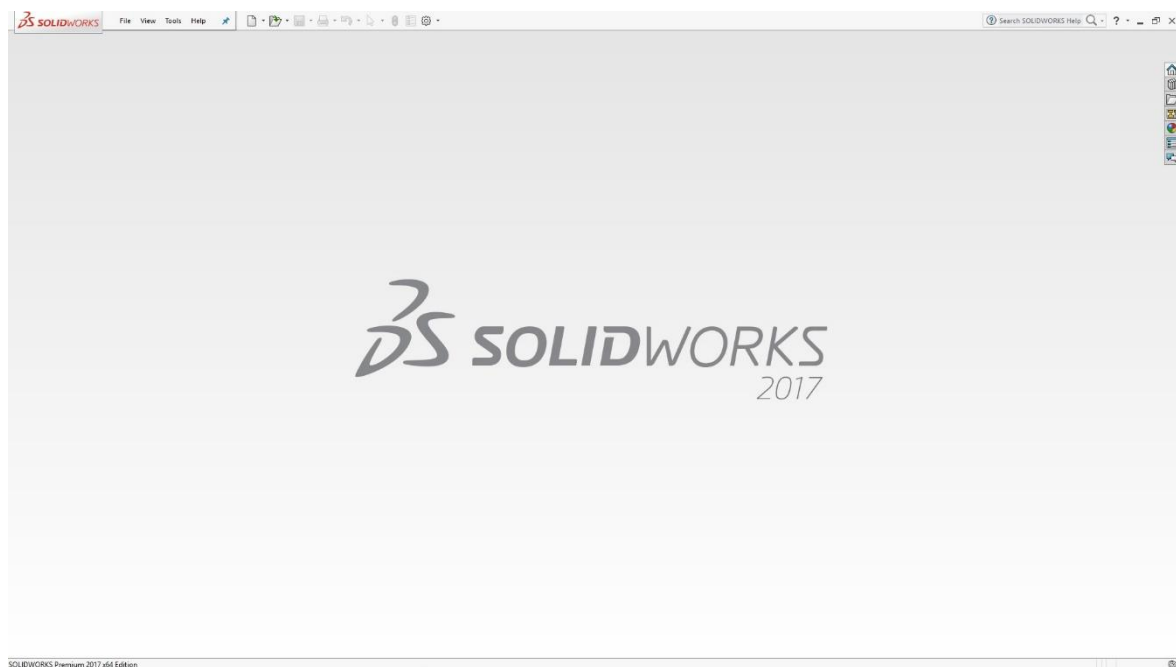 SOLIDWORKS File View Tools Help Search SOLIDWORKS Help ?
SOLIDWORKS
2017
SOLIDWORKS Premium 2017 x64 Edition